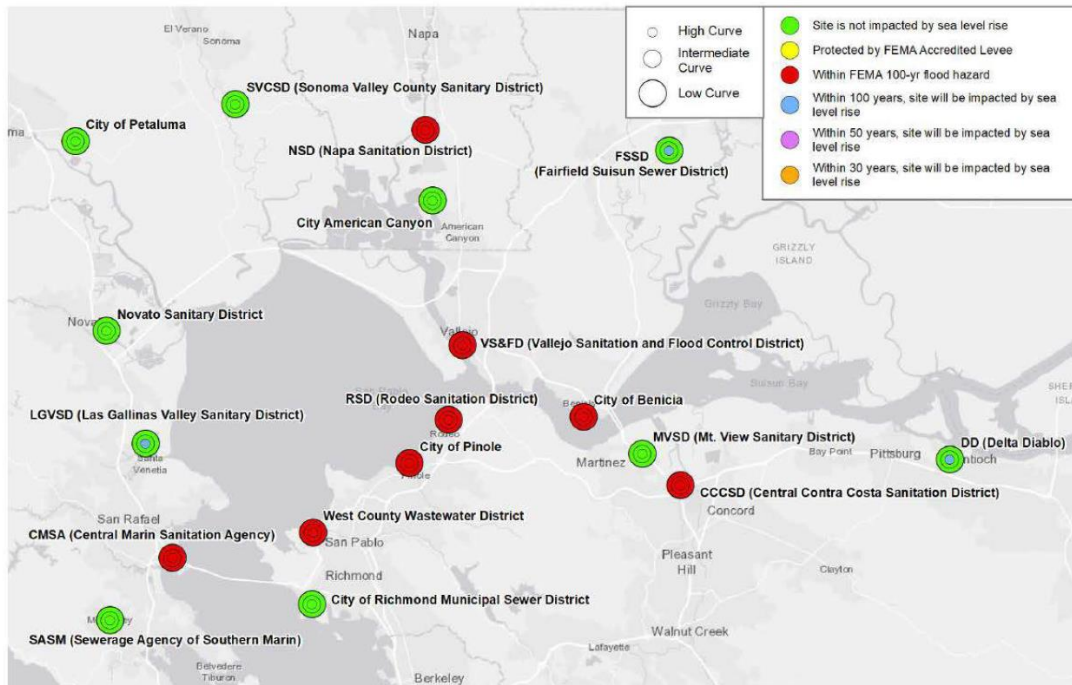 El Verano
Sonoma
Napa
High Curve
Intermediate
Curve
Low Curve
Site is not impacted by sea level rise
Protected by FEMA Accredited Levee
Within FEMA 100-yr flood hazard
Within 100 years, site will be impacted by sea
level rise
Within 50 years, site will be impacted by sea
level rise
Within 30 years, site will be impacted by sea
level rise
SVCSD (Sonoma Valley County Sanitary District)
City of Petaluma
ma
NSD (Napa Sanitation District)
FSSD
(Fairfield Suisun Sewer District)
City American Canyon
American
Canyon
GRIZZLY
ISLAND
Grizzly Bay
Novato Sanitary District
Vallejo
VS&FD (Vallejo Sanitation and Flood Control District)
Suisun Bay
SHER
ISL
RSD (Rodeo Sanitation District)
Rodeo
City of Benicia
LGVSD (Las Gallinas Valley Sanitary District)
Santa
Venetia
City of Pinole
MVSD (Mt. View Sanitary District)
Martinez
Bay Point
Pittsburg
DD (Delta Diablo)
ntioch
CCCSD (Central Contra Costa Sanitation District)
Concord
San Rafael
CMSA (Central Marin Sanitation Agency)
West County Wastewater District
San Pablo
Pleasant
Hill
Clayton
Richmond
City of Richmond Municipal Sewer District
SASM (Sewerage Agency of Southern Marin)
Walnut Creek
Lafayette
Belvedere
Tiburon
Berkeley